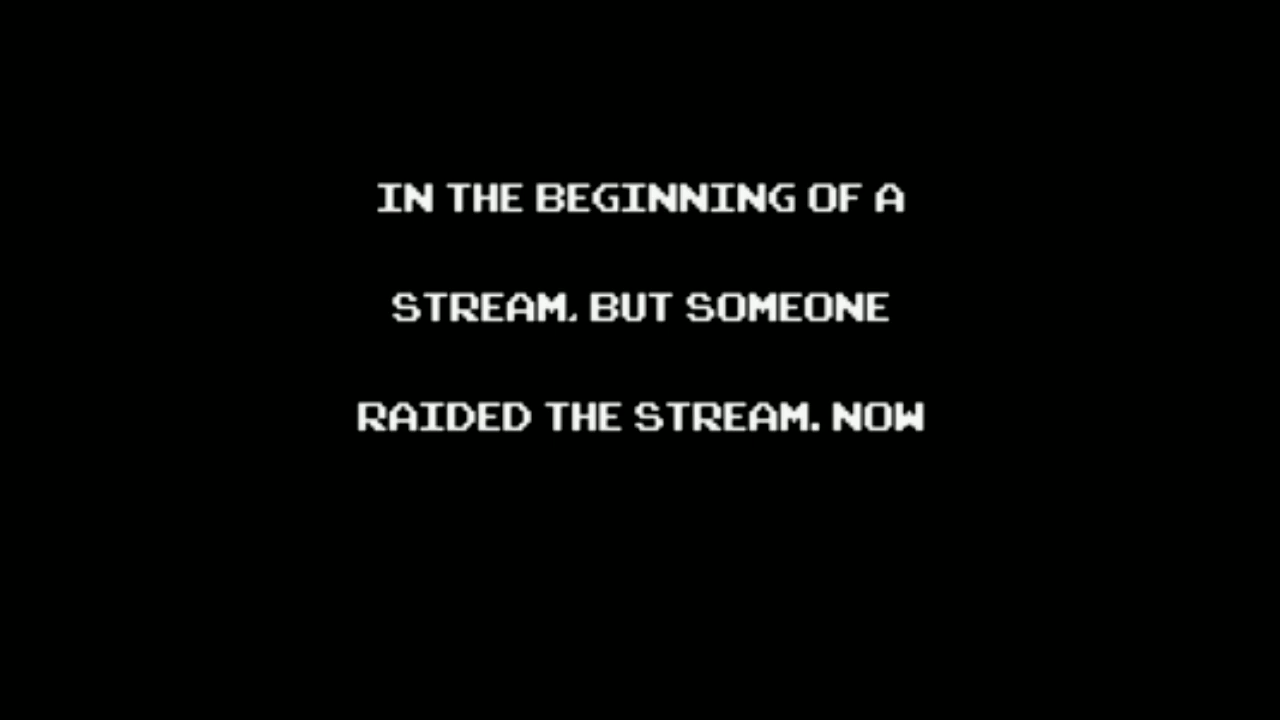 IN THE BEGINNING OF A
STREAM, BUT SOMEONE
RAIDED THE STREAM. NOW